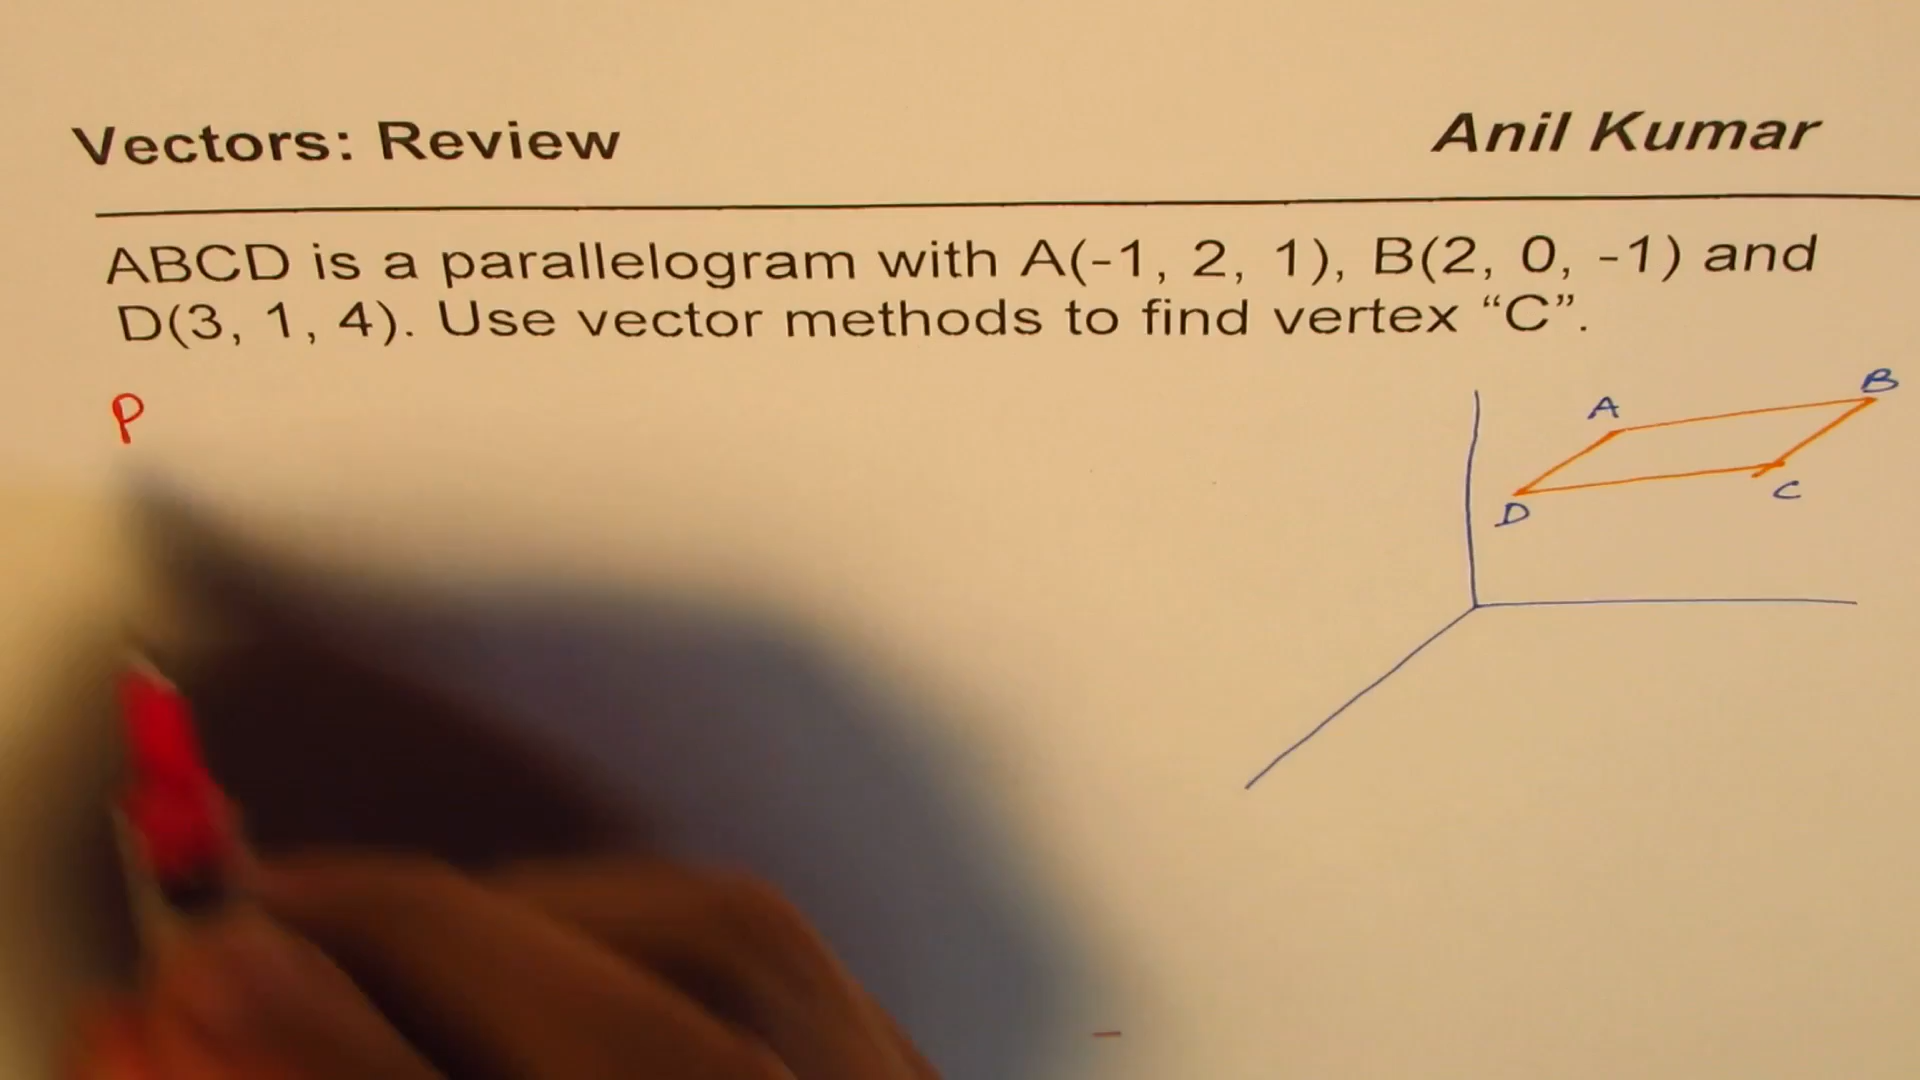 Vectors: Review Anil Kumar
ABCD is a parallelogram with A(-1, 2, 1), B(2, 0, -1) and
D(3, 1, 4). Use vector methods to find vertex “C”.
P
A B
D C